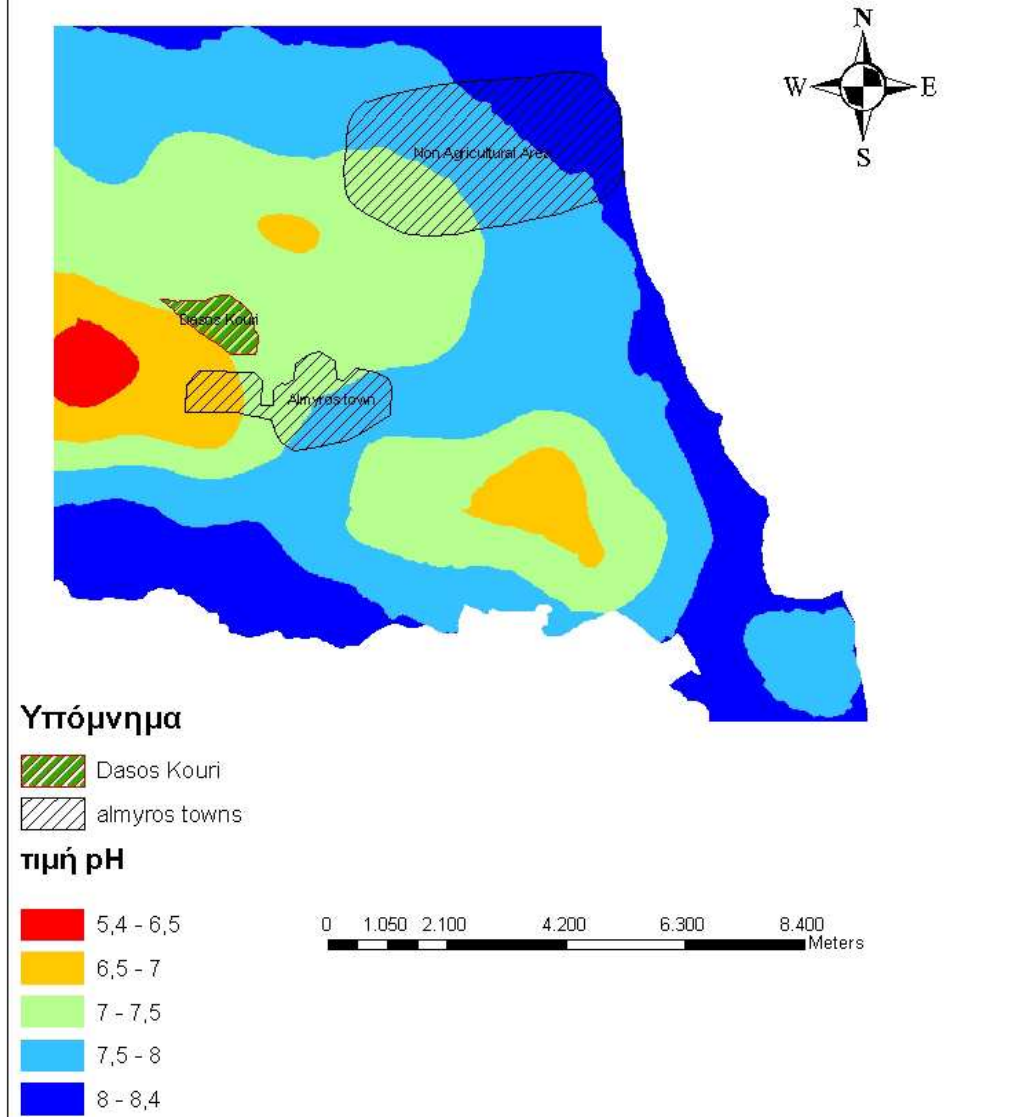 N
W E
S
Non Agricultural Area
Dasos Kouri
Almyros town
Υπόμνημα
Dasos Kouri
almyros towns
τιμή pH
5,4 - 6,5
6,5 - 7
7 - 7,5
7,5 - 8
8 - 8,4
0 1.050 2.100 4.200 6.300 8.400
Meters